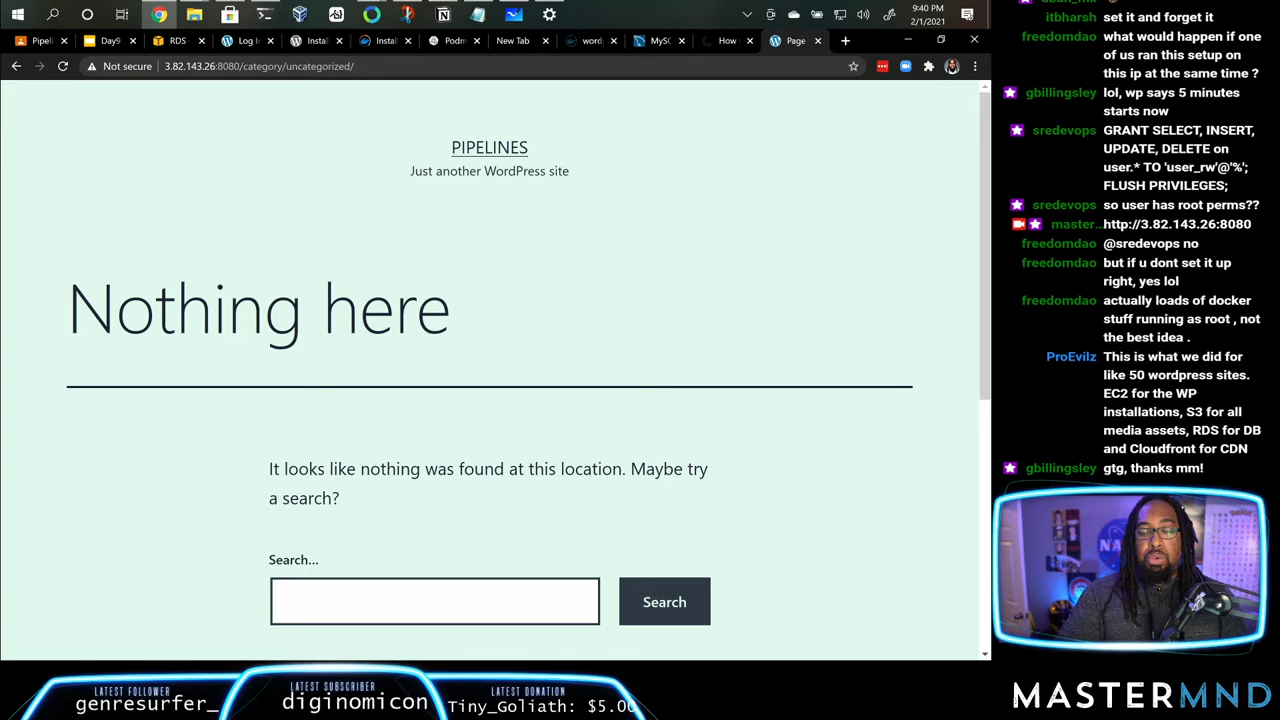 9:40 PM
2/1/2021
Pipeli
Day9
RDS -
Log In
Instal
Instal
Podm
New Tab
wordp
MySC
How
Page
Not secure
3.82.143.26:8080/category/uncategorized/
PIPELINES
Just another WordPress site
Nothing here
It looks like nothing was found at this location. Maybe try
a search?
Search...
Search
itbharsh set it and forget it
freedomdao what would happen if one
of us ran this setup on
this ip at the same time ?
gbillingsley lol, wp says 5 minutes
starts now
sredevops GRANT SELECT, INSERT,
UPDATE, DELETE on
user.* TO 'user_rw'@'%';
FLUSH PRIVILEGES;
sredevops so user has root perms??
master... http://3.82.143.26:8080
freedomdao @sredevops no
freedomdao but if u dont set it up
right, yes lol
freedomdao actually loads of docker
stuff running as root , not
the best idea .
ProEvilz This is what we did for
like 50 wordpress sites.
EC2 for the WP
installations, S3 for all
media assets, RDS for DB
and Cloudfront for CDN
gbillingsley gtg, thanks mm!
LATEST FOLLOWER
genresurfer_
LATEST SUBSCRIBER
diginomicon
LATEST DONATION
Tiny_Goliath: $5.00
MASTERMND